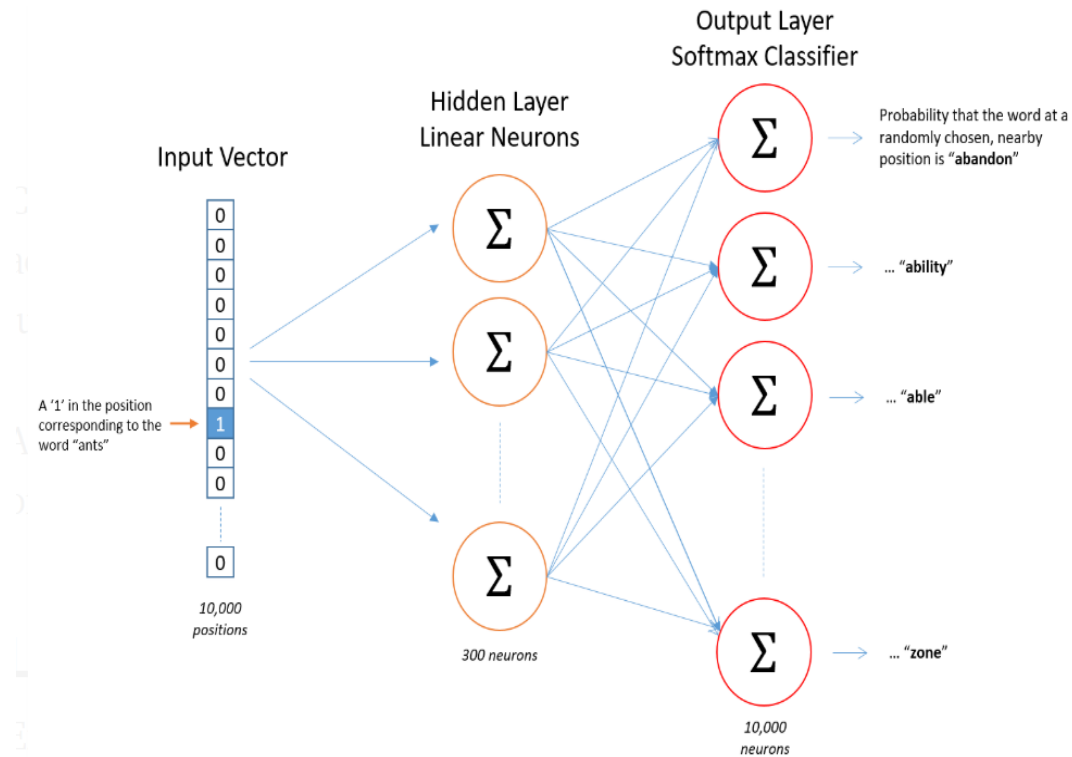 Output Layer
Softmax Classifier
Hidden Layer
Linear Neurons
Input Vector
Σ
Σ
Σ
Σ
Σ
Σ
Σ
Probability that the word at a
randomly chosen, nearby
position is “abandon”
... “ability”
... “able”
... “zone”
0
0
0
0
0
0
0
1
0
0
0
A ‘1’ in the position
corresponding to the
word “ants”
10,000
positions
300 neurons
10,000
neurons